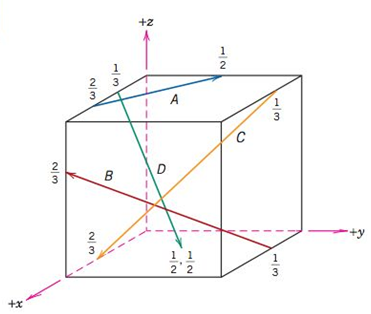 +z
1/2
1/3
2/3
A
1/3
C
2/3
B
D
+y
2/3
1/2, 1/2
1/3
+x